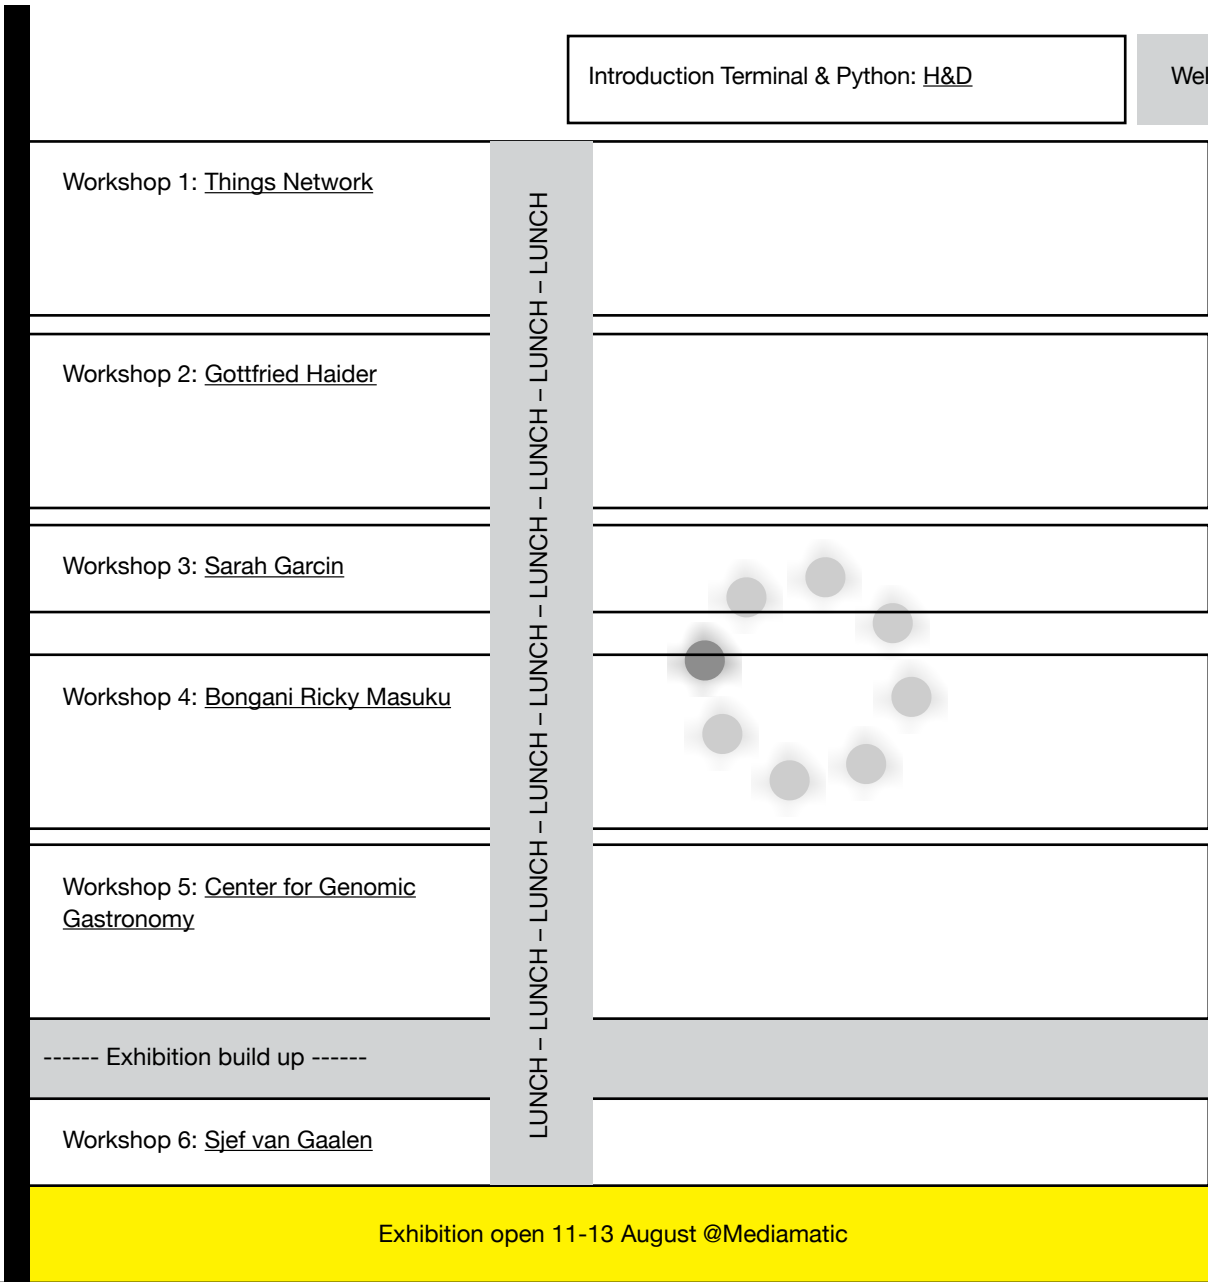 Introduction Terminal & Python: H&D
Wel
Workshop 1: Things Network
LUNCH – LUNCH – LUNCH – LUNCH – LUNCH – LUNCH – LUNCH – LUNCH – LUNCH
Workshop 2: Gottfried Haider
Workshop 3: Sarah Garcin
Workshop 4: Bongani Ricky Masuku
Workshop 5: Center for Genomic
Gastronomy
------ Exhibition build up ------
Workshop 6: Sjef van Gaalen
Exhibition open 11-13 August @Mediamatic